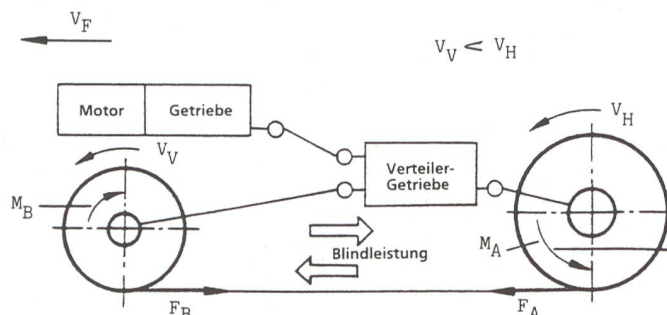 V_F
V_V < V_H
Motor
Getriebe
V_H
V_V
Verteiler-
Getriebe
M_B
M_A
Blindleistung
F_B
F_A